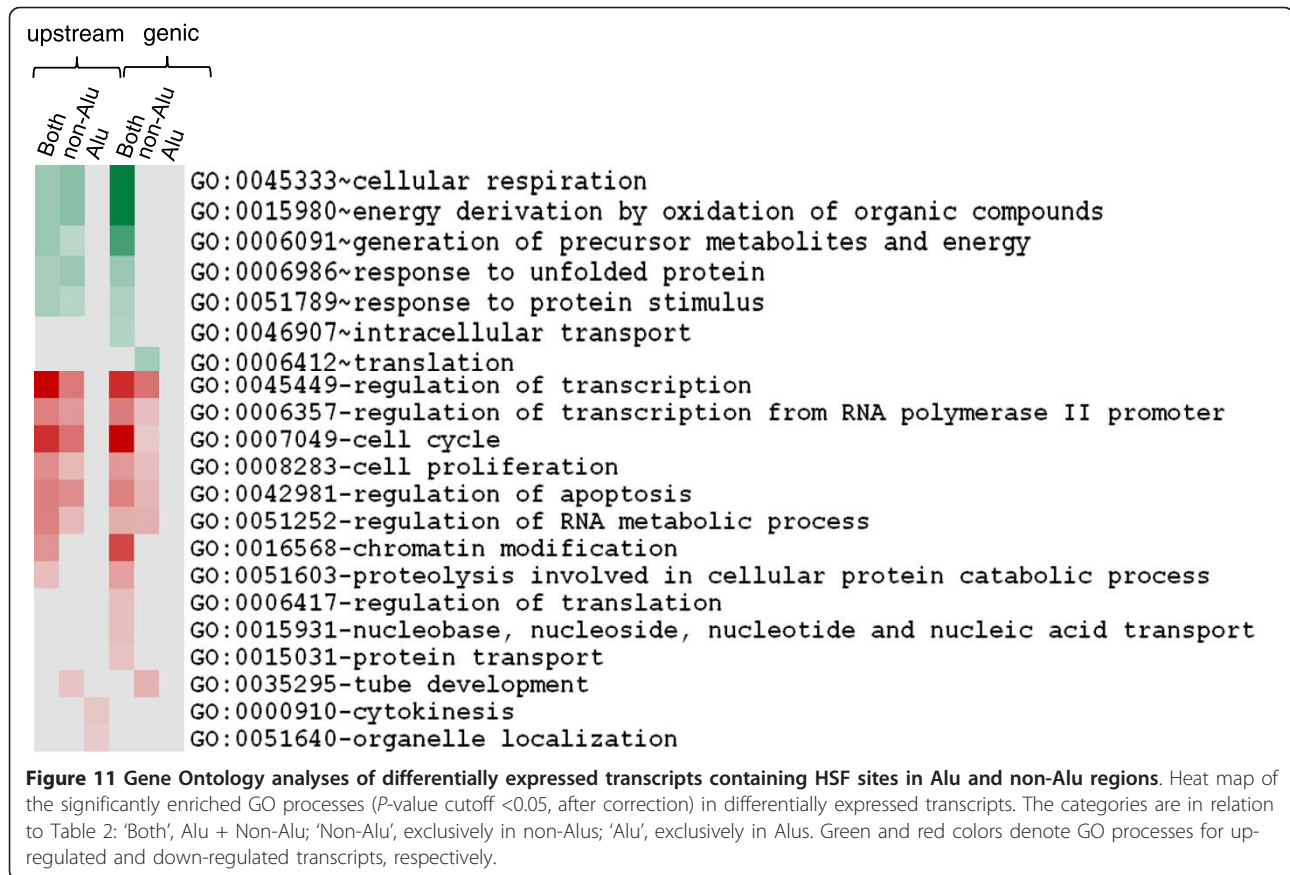 upstream genic
Both non-Alu Alu Both non-Alu Alu
GO:0045333~cellular respiration
GO:0015980~energy derivation by oxidation of organic compounds
GO:0006091~generation of precursor metabolites and energy
GO:0006986~response to unfolded protein
GO:0051789~response to protein stimulus
GO:0046907~intracellular transport
GO:0006412~translation
GO:0045449-regulation of transcription
GO:0006357-regulation of transcription from RNA polymerase II promoter
GO:0007049-cell cycle
GO:0008283-cell proliferation
GO:0042981-regulation of apoptosis
GO:0051252-regulation of RNA metabolic process
GO:0016568-chromatin modification
GO:0051603-proteolysis involved in cellular protein catabolic process
GO:0006417-regulation of translation
GO:0015931-nucleobase, nucleoside, nucleotide and nucleic acid transport
GO:0015031-protein transport
GO:0035295-tube development
GO:0000910-cytokinesis
GO:0051640-organelle localization
Figure 11 Gene Ontology analyses of differentially expressed transcripts containing HSF sites in Alu and non-Alu regions. Heat map of
the significantly enriched GO processes (P-value cutoff <0.05, after correction) in differentially expressed transcripts. The categories are in relation
to Table 2: 'Both', Alu + Non-Alu; 'Non-Alu', exclusively in non-Alus; 'Alu', exclusively in Alus. Green and red colors denote GO processes for up-
regulated and down-regulated transcripts, respectively.